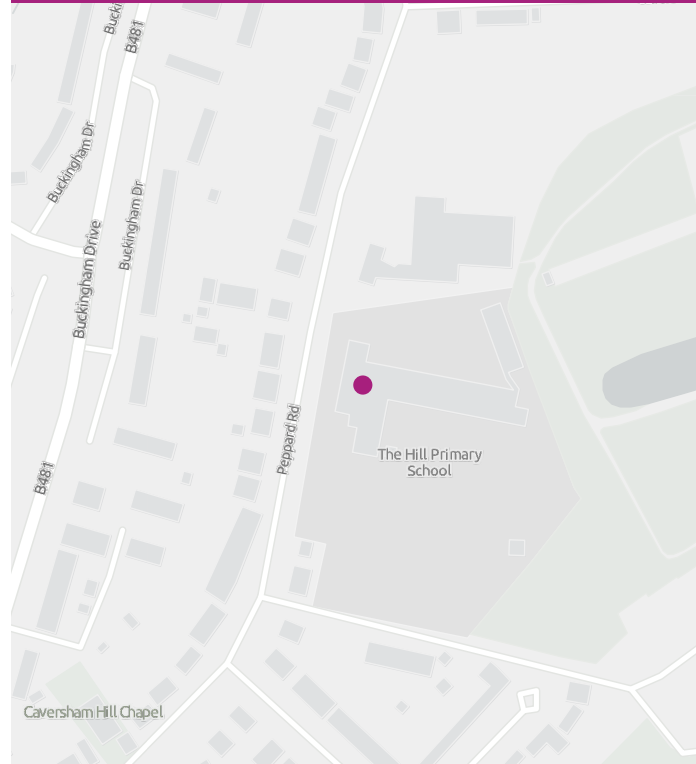 Bucki
B481
Buckingham Dr
Buckingham Dr
Buckingham Drive
Peppard Rd
B481
The Hill Primary
School
Caversham Hill Chapel